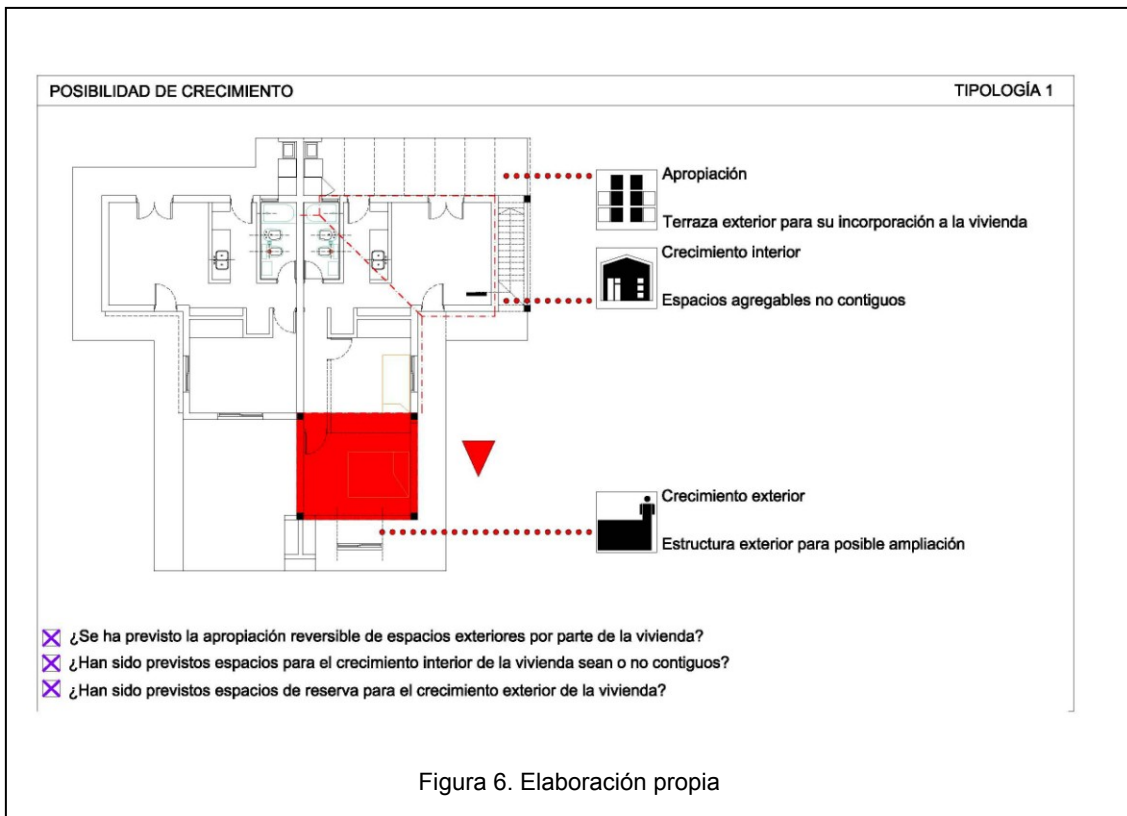 POSIBILIDAD DE CRECIMIENTO
TIPOLOGÍA 1
Apropiación
Terraza exterior para su incorporación a la vivienda
Crecimiento interior
Espacios agregables no contiguos
Crecimiento exterior
Estructura exterior para posible ampliación
¿Se ha previsto la apropiación reversible de espacios exteriores por parte de la vivienda?
¿Han sido previstos espacios para el crecimiento interior de la vivienda sean o no contiguos?
¿Han sido previstos espacios de reserva para el crecimiento exterior de la vivienda?
Figura 6. Elaboración propia